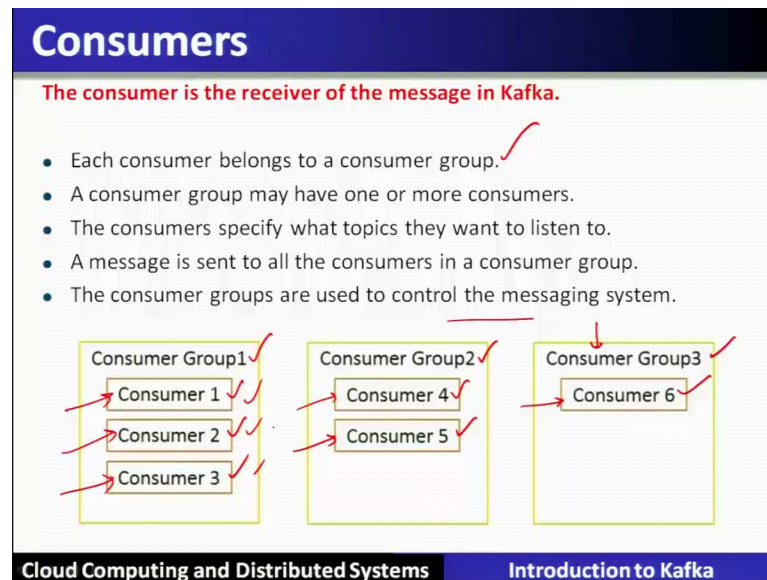 Consumers
The consumer is the receiver of the message in Kafka.
• Each consumer belongs to a consumer group.
• A consumer group may have one or more consumers.
• The consumers specify what topics they want to listen to.
• A message is sent to all the consumers in a consumer group.
• The consumer groups are used to control the messaging system.
Consumer Group1
Consumer 1
Consumer 2
Consumer 3
Consumer Group2
Consumer 4
Consumer 5
Consumer Group3
Consumer 6
Cloud Computing and Distributed Systems
Introduction to Kafka